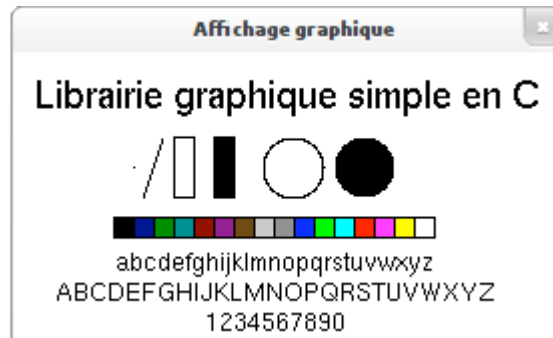 Affichage graphique
Librairie graphique simple en C
abcdefghijklmnopqrstuvwxyz
ABCDEFGHIJKLMNOPQRSTUVWXYZ
1234567890